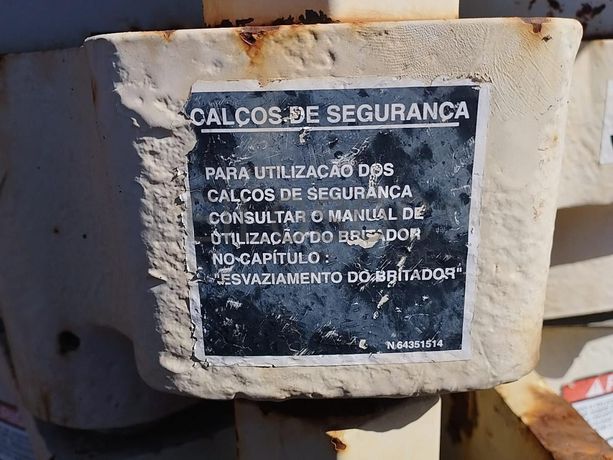 CALÇOS DE SEGURANÇA
PARA UTILIZAÇÃO DOS
CALÇOS DE SEGURANÇA
CONSULTAR O MANUAL DE
UTILIZAÇÃO DO BRITADOR
NO CAPÍTULO :
"ESVAZIAMENTO DO BRITADOR"
N 64351514